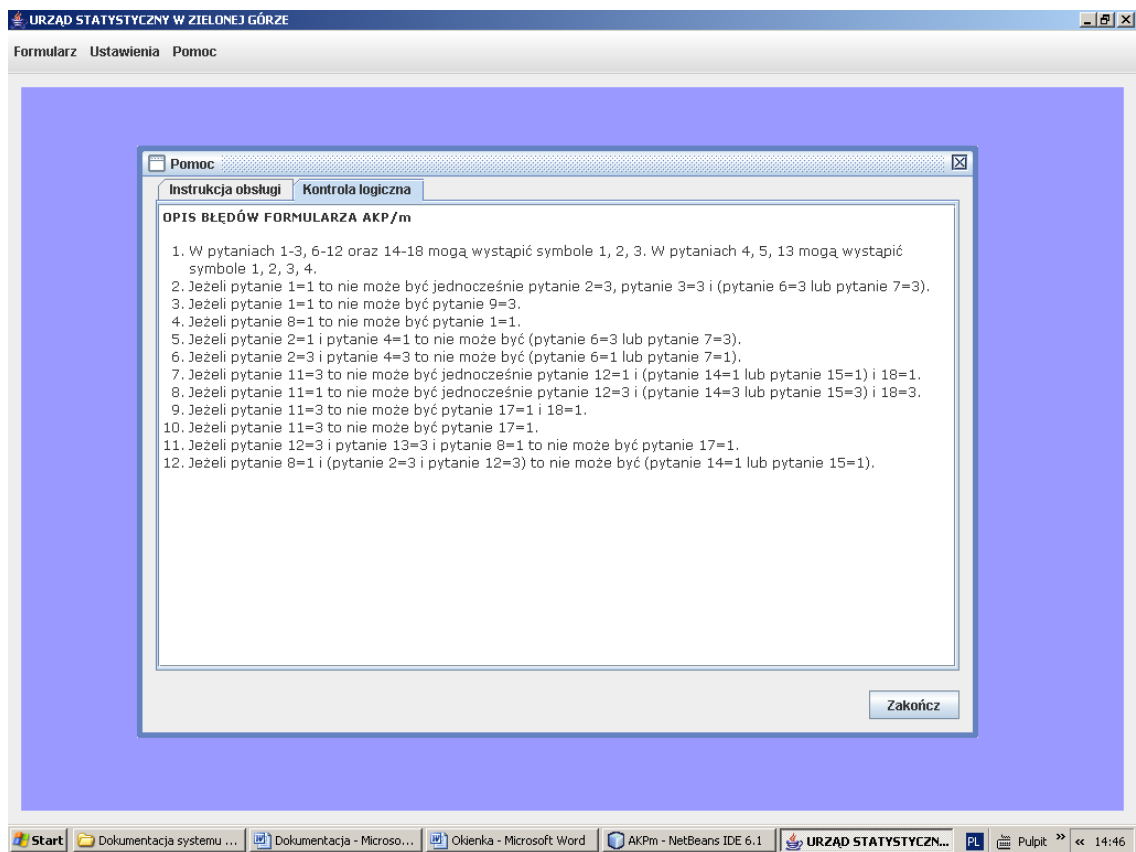 URZĄD STATYSTYCZNY W ZIELONEJ GÓRZE
Formularz Ustawienia Pomoc
Pomoc
Instrukcja obsługi Kontrola logiczna
OPIS BŁĘDÓW FORMULARZA AKP/m
1. W pytaniach 1-3, 6-12 oraz 14-18 mogą wystąpić symbole 1, 2, 3. W pytaniach 4, 5, 13 mogą wystąpić
symbole 1, 2, 3, 4.
2. Jeżeli pytanie 1=1 to nie może być jednocześnie pytanie 2=3, pytanie 3=3 i (pytanie 6=3 lub pytanie 7=3).
3. Jeżeli pytanie 1=1 to nie może być pytanie 9=3.
4. Jeżeli pytanie 8=1 to nie może być pytanie 1=1.
5. Jeżeli pytanie 2=1 i pytanie 4=1 to nie może być (pytanie 6=3 lub pytanie 7=3).
6. Jeżeli pytanie 2=3 i pytanie 4=3 to nie może być (pytanie 6=1 lub pytanie 7=1).
7. Jeżeli pytanie 11=3 to nie może być jednocześnie pytanie 12=1 i (pytanie 14=1 lub pytanie 15=1) i 18=1.
8. Jeżeli pytanie 11=1 to nie może być jednocześnie pytanie 12=3 i (pytanie 14=3 lub pytanie 15=3) i 18=3.
9. Jeżeli pytanie 11=3 to nie może być pytanie 17=1 i 18=1.
10. Jeżeli pytanie 11=3 to nie może być pytanie 17=1.
11. Jeżeli pytanie 12=3 i pytanie 13=3 i pytanie 8=1 to nie może być pytanie 17=1.
12. Jeżeli pytanie 8=1 i (pytanie 2=3 i pytanie 12=3) to nie może być (pytanie 14=1 lub pytanie 15=1).
Zakończ
Start Dokumentacja systemu ... Dokumentacja - Microso... Okienka - Microsoft Word AKPm - NetBeans IDE 6.1 URZĄD STATYSTYCZN... PL Pulpit » « 14:46